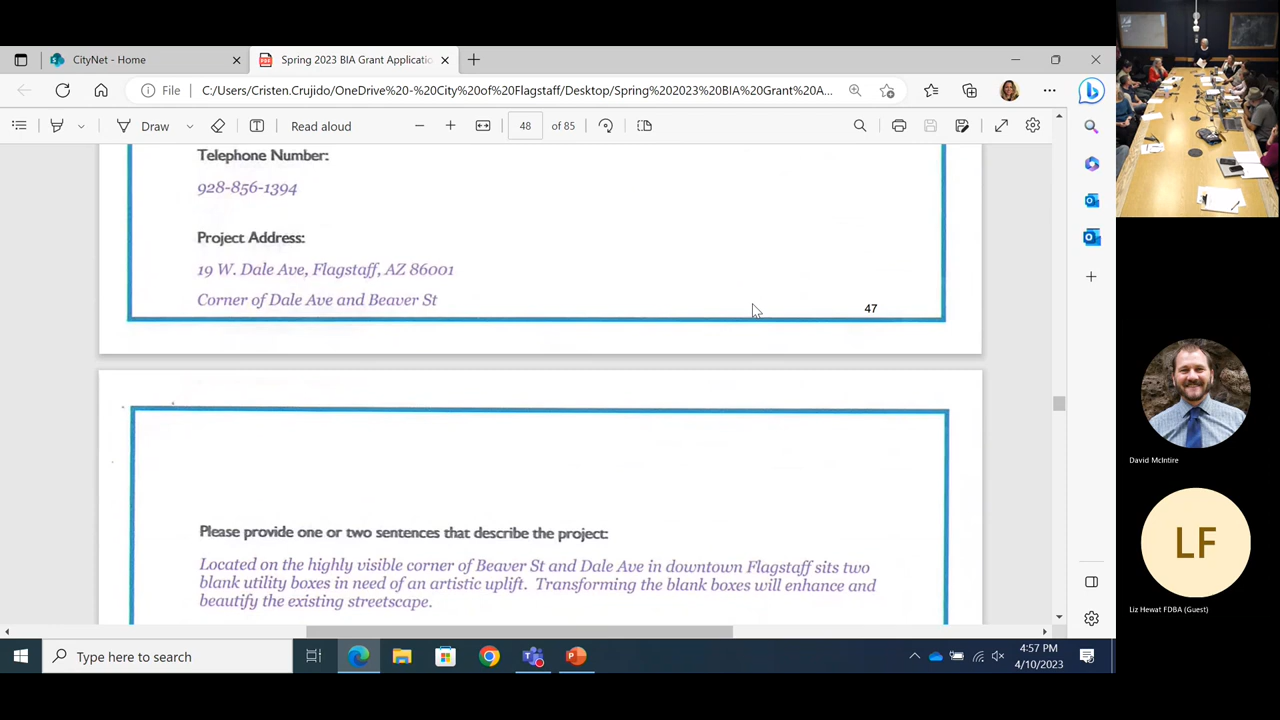 CityNet - Home
Spring 2023 BIA Grant Applicatio
File
C:/Users/Cristen.Crujido/OneDrive%20-%20City%20of%20Flagstaff/Desktop/Spring%202023%20BIA%20Grant%20A...
Draw
Read aloud
48
of 85
Telephone Number:
928-856-1394
Project Address:
19 W. Dale Ave, Flagstaff, AZ 86001
Corner of Dale Ave and Beaver St
47
Please provide one or two sentences that describe the project:
Located on the highly visible corner of Beaver St and Dale Ave in downtown Flagstaff sits two
blank utility boxes in need of an artistic uplift. Transforming the blank boxes will enhance and
beautify the existing streetscape.
Type here to search
4:57 PM
4/10/2023
David McIntire
LF
Liz Hewat FDBA (Guest)